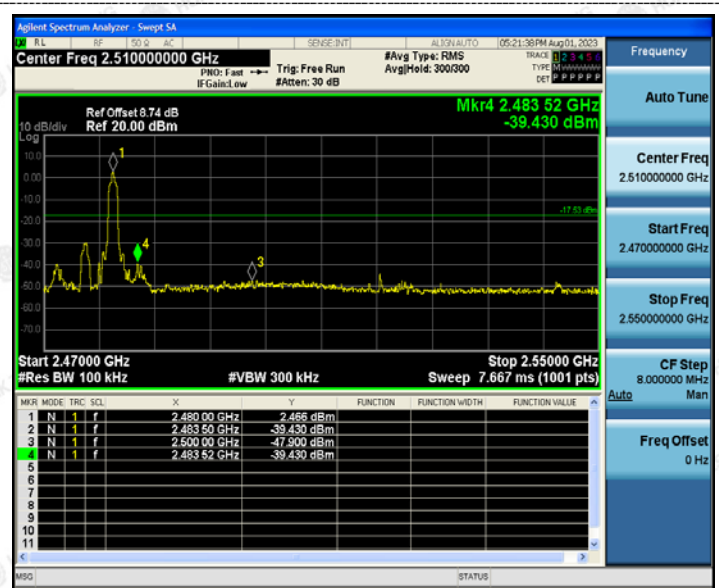 Agilent Spectrum Analyzer - Swept SA
RL RF 50 Ω AC SENSE:INT ALIGNAUTO 05:21:38 PM Aug 01, 2023
Center Freq 2.510000000 GHz
PNO: Fast
IFGain:Low
Trig: Free Run
#Atten: 30 dB
#Avg Type: RMS
Avg|Hold: 300/300
TRACE 1 2 3 4 5 6
TYPE M
DET P P P P P P
Ref Offset 8.74 dB
Ref 20.00 dBm
10 dB/div
Log
Mkr4 2.483 52 GHz
-39.430 dBm
10.0
0.00
-10.0
-20.0
-30.0
-40.0
-50.0
-60.0
-70.0
1
4
3
-17.53 dBm
Start 2.47000 GHz Stop 2.55000 GHz
#Res BW 100 kHz #VBW 300 kHz Sweep 7.667 ms (1001 pts)
MKR MODE TRC SCL X Y FUNCTION FUNCTION WIDTH FUNCTION VALUE
1 N 1 f 2.480 00 GHz 2.466 dBm
2 N 1 f 2.483 50 GHz -39.430 dBm
3 N 1 f 2.500 00 GHz -47.900 dBm
4 N 1 f 2.483 52 GHz -39.430 dBm
5
6
7
8
9
10
11
MSG STATUS
Frequency
Auto Tune
Center Freq
2.510000000 GHz
Start Freq
2.470000000 GHz
Stop Freq
2.550000000 GHz
CF Step
8.000000 MHz
Auto Man
Freq Offset
0 Hz